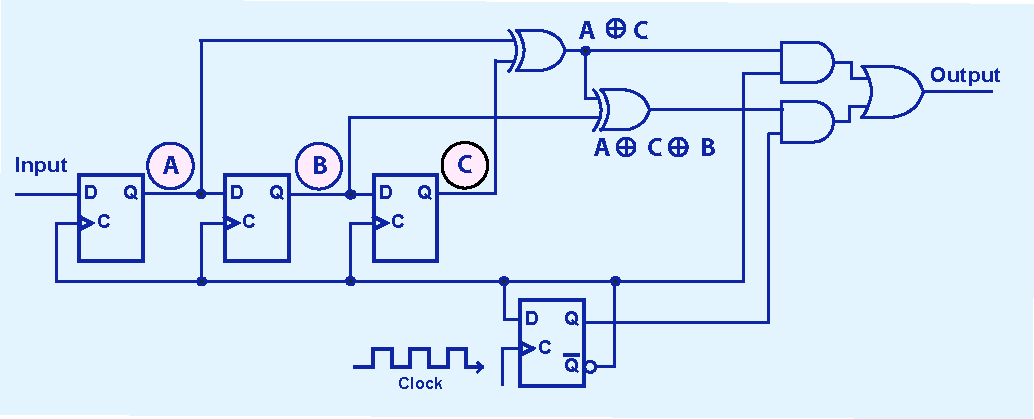 A ⊕ C
Output
A ⊕ C ⊕ B
Input
A
B
C
D Q
C
D Q
C
D Q
C
D Q
C
Q̅
Clock